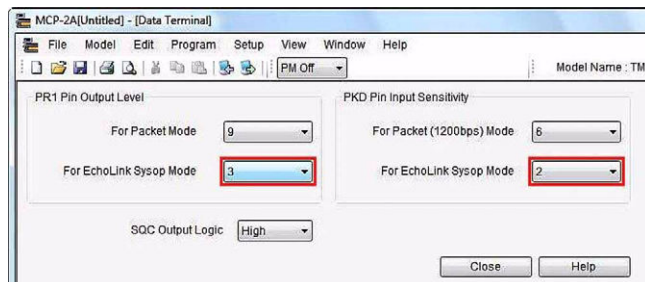 MCP-2A[Untitled] - [Data Terminal]
File Model Edit Program Setup View Window Help
PM Off Model Name : TM
PR1 Pin Output Level
For Packet Mode 9
For EchoLink Sysop Mode 3
PKD Pin Input Sensitivity
For Packet (1200bps) Mode 6
For EchoLink Sysop Mode 2
SQC Output Logic High
Close Help